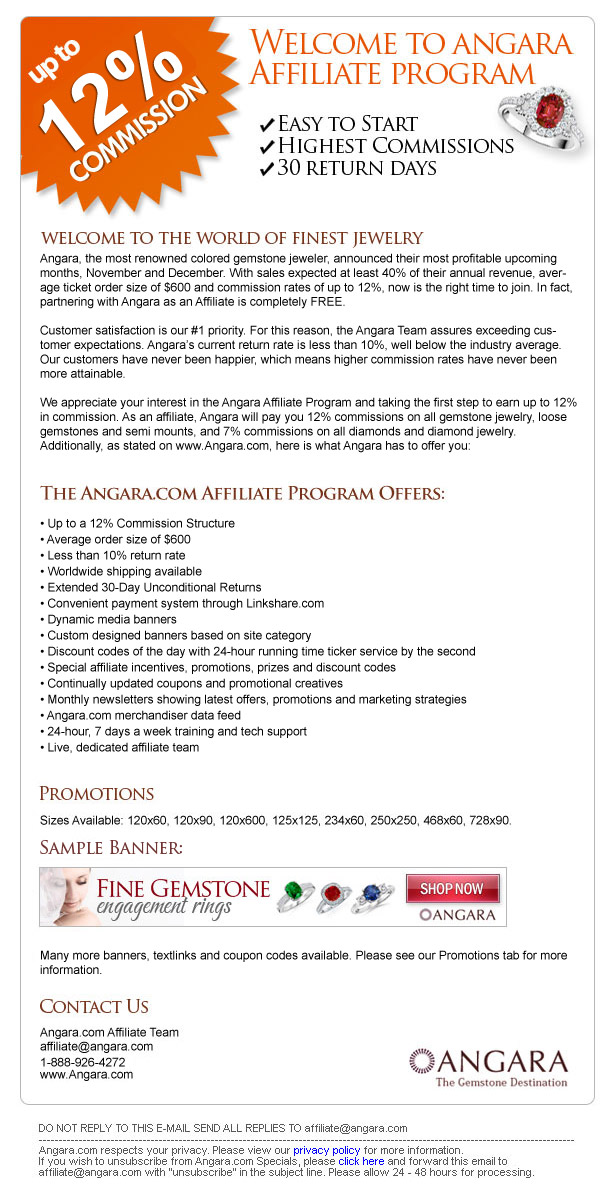 up to
12%
COMMISSION
WELCOME TO ANGARA
AFFILIATE PROGRAM
✓ EASY TO START
✓ HIGHEST COMMISSIONS
✓ 30 RETURN DAYS
WELCOME TO THE WORLD OF FINEST JEWELRY
Angara, the most renowned colored gemstone jeweler, announced their most profitable upcoming
months, November and December. With sales expected at least 40% of their annual revenue, aver-
age ticket order size of $600 and commission rates of up to 12%, now is the right time to join. In fact,
partnering with Angara as an Affiliate is completely FREE.
Customer satisfaction is our #1 priority. For this reason, the Angara Team assures exceeding cus-
tomer expectations. Angara's current return rate is less than 10%, well below the industry average.
Our customers have never been happier, which means higher commission rates have never been
more attainable.
We appreciate your interest in the Angara Affiliate Program and taking the first step to earn up to 12%
in commission. As an affiliate, Angara will pay you 12% commissions on all gemstone jewelry, loose
gemstones and semi mounts, and 7% commissions on all diamonds and diamond jewelry.
Additionally, as stated on www.Angara.com, here is what Angara has to offer you:
THE ANGARA.COM AFFILIATE PROGRAM OFFERS:
• Up to a 12% Commission Structure
• Average order size of $600
• Less than 10% return rate
• Worldwide shipping available
• Extended 30-Day Unconditional Returns
• Convenient payment system through Linkshare.com
• Dynamic media banners
• Custom designed banners based on site category
• Discount codes of the day with 24-hour running time ticker service by the second
• Special affiliate incentives, promotions, prizes and discount codes
• Continually updated coupons and promotional creatives
• Monthly newsletters showing latest offers, promotions and marketing strategies
• Angara.com merchandiser data feed
• 24-hour, 7 days a week training and tech support
• Live, dedicated affiliate team
PROMOTIONS
Sizes Available: 120x60, 120x90, 120x600, 125x125, 234x60, 250x250, 468x60, 728x90.
SAMPLE BANNER:
FINE GEMSTONE
engagement rings
SHOP NOW
ANGARA
Many more banners, textlinks and coupon codes available. Please see our Promotions tab for more
information.
CONTACT US
Angara.com Affiliate Team
affiliate@angara.com
1-888-926-4272
www.Angara.com
ANGARA
The Gemstone Destination
DO NOT REPLY TO THIS E-MAIL SEND ALL REPLIES TO affiliate@angara.com
Angara.com respects your privacy. Please view our privacy policy for more information.
If you wish to unsubscribe from Angara.com Specials, please click here and forward this email to
affiliate@angara.com with "unsubscribe" in the subject line. Please allow 24 - 48 hours for processing.